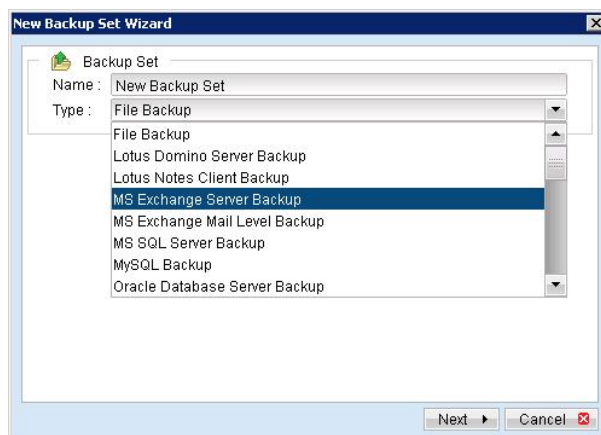 New Backup Set Wizard
Backup Set
Name : New Backup Set
Type : File Backup
File Backup
Lotus Domino Server Backup
Lotus Notes Client Backup
MS Exchange Server Backup
MS Exchange Mail Level Backup
MS SQL Server Backup
MySQL Backup
Oracle Database Server Backup
Next Cancel